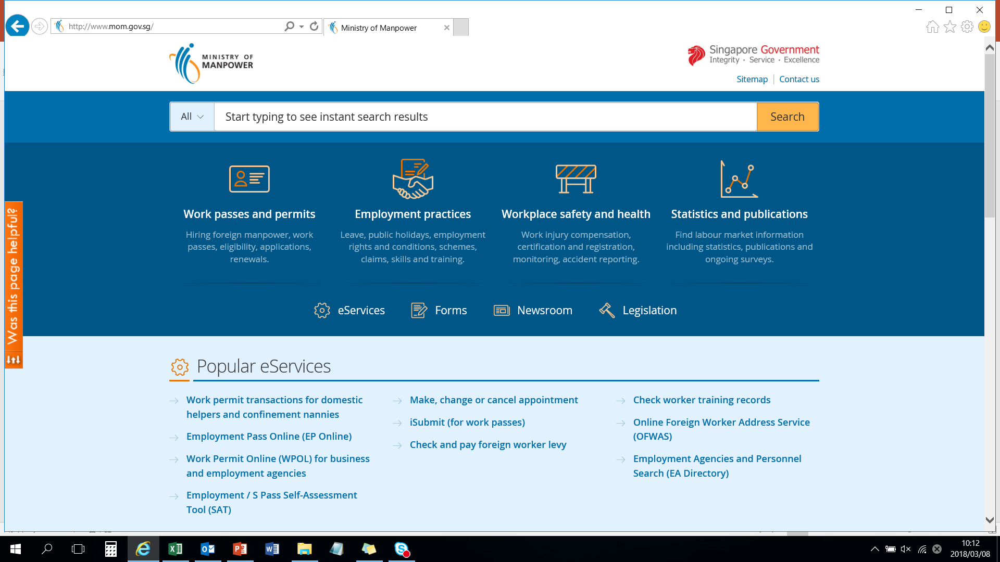 http://www.mom.gov.sg/
Ministry of Manpower
MINISTRY OF
MANPOWER
Singapore Government
Integrity · Service · Excellence
Sitemap
Contact us
All
Start typing to see instant search results
Search
Work passes and permits
Hiring foreign manpower, work
passes, eligibility, applications,
renewals.
Employment practices
Leave, public holidays, employment
rights and conditions, schemes,
claims, skills and training.
Workplace safety and health
Work injury compensation,
certification and registration,
monitoring, accident reporting.
Statistics and publications
Find labour market information
including statistics, publications and
ongoing surveys.
Was this page helpful?
eServices
Forms
Newsroom
Legislation
Popular eServices
Work permit transactions for domestic
helpers and confinement nannies
Employment Pass Online (EP Online)
Work Permit Online (WPOL) for business
and employment agencies
Employment / S Pass Self-Assessment
Tool (SAT)
Make, change or cancel appointment
iSubmit (for work passes)
Check and pay foreign worker levy
Check worker training records
Online Foreign Worker Address Service
(OFWAS)
Employment Agencies and Personnel
Search (EA Directory)
10:12
2018/03/08